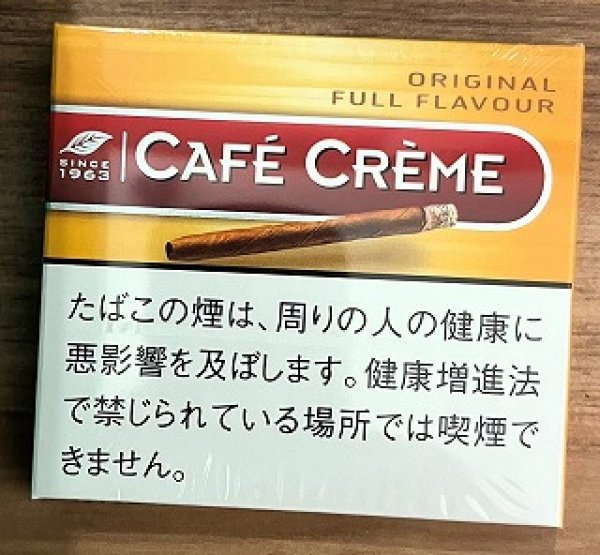 ORIGINAL
FULL FLAVOUR
SINCE
1963
CAFÉ CRÈME
たばこの煙は、周りの人の健康に
悪影響を及ぼします。健康増進法
で禁じられている場所では喫煙で
きません。